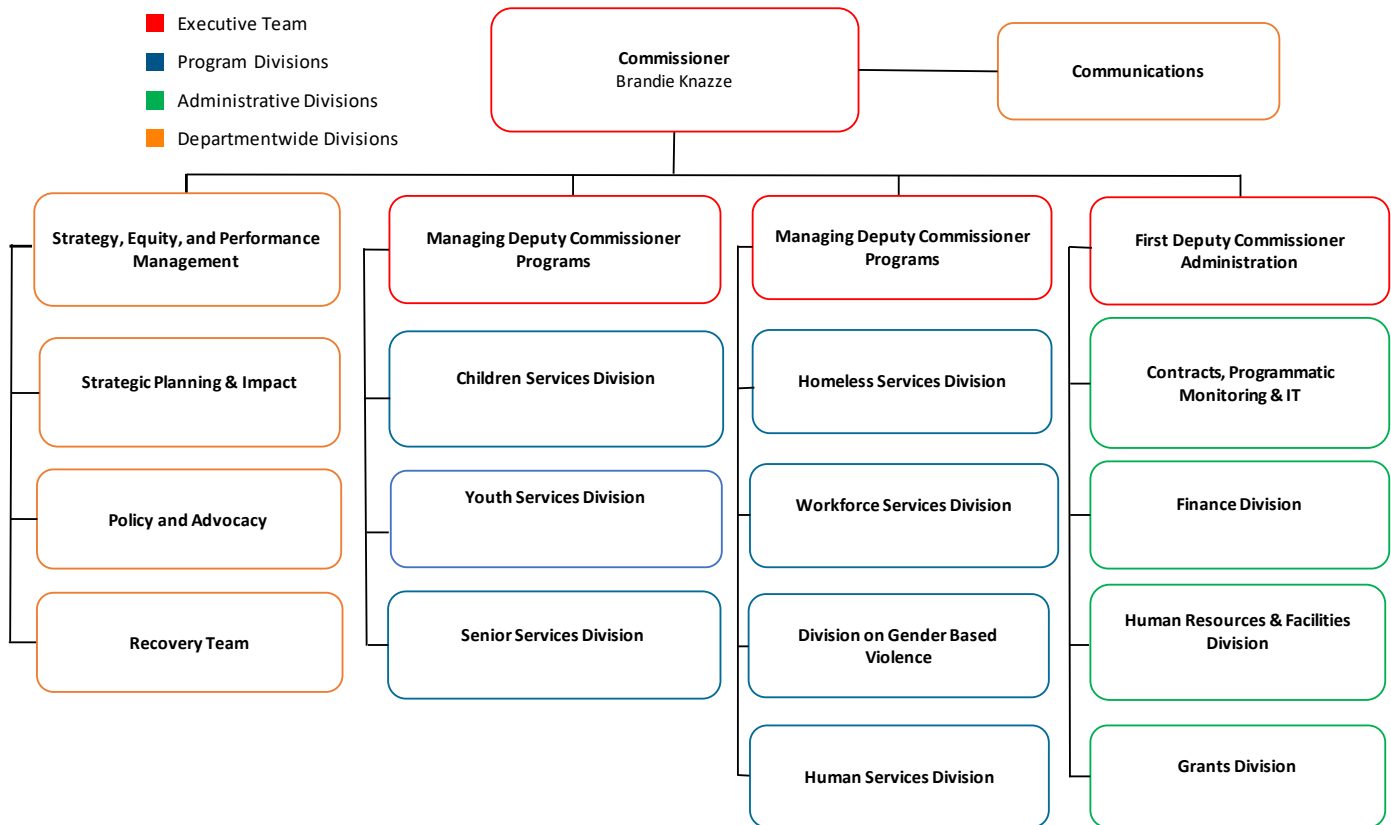 Executive Team
Program Divisions
Administrative Divisions
Departmentwide Divisions
Commissioner
Brandie Knazze
Communications
Strategy, Equity, and Performance
Management
Strategic Planning & Impact
Policy and Advocacy
Recovery Team
Managing Deputy Commissioner
Programs
Children Services Division
Youth Services Division
Senior Services Division
Managing Deputy Commissioner
Programs
Homeless Services Division
Workforce Services Division
Division on Gender Based
Violence
Human Services Division
First Deputy Commissioner
Administration
Contracts, Programmatic
Monitoring & IT
Finance Division
Human Resources & Facilities
Division
Grants Division